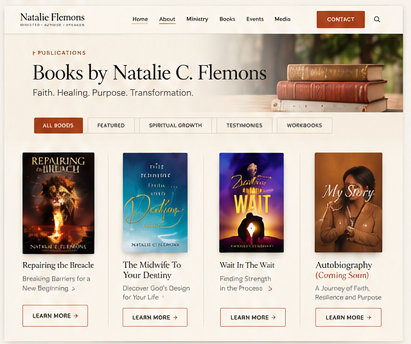 Natalie Flemons
MINISTER • AUTHOR • SPEAKER
Home About Ministry Books Events Media
CONTACT
PUBLICATIONS
Books by Natalie C. Flemons
Faith. Healing. Purpose. Transformation.
ALL BOOKS
FEATURED
SPIRITUAL GROWTH
TESTIMONIES
WORKBOOKS
REPAIRING
the BREACH
NATALIE C. FLEMONS
Destiny
NATALIE C. FLEMONS
WAIT
My Story
Repairing the Breacle
Breaking Barriers for a
New Beginning
LEARN MORE →
The Midwife To
Your Destiny
Discover God's Design
for Your Life
LEARN MORE →
Wait In The Wait
Finding Strength
in the Process
LEARN MORE →
Autobiography
(Coming Soon)
A Journey of Faith,
Resilience and Purpose
LEARN MORE →